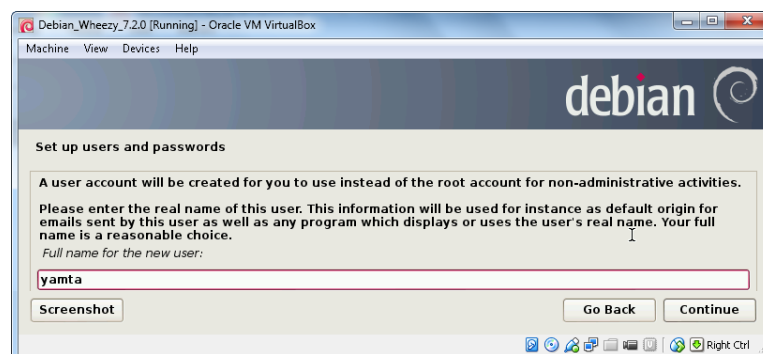 Debian_Wheezy_7.2.0 [Running] - Oracle VM VirtualBox
Machine View Devices Help
debian
Set up users and passwords
A user account will be created for you to use instead of the root account for non-administrative activities.
Please enter the real name of this user. This information will be used for instance as default origin for
emails sent by this user as well as any program which displays or uses the user's real name. Your full
name is a reasonable choice.
Full name for the new user:
yamta
Screenshot Go Back Continue
Right Ctrl